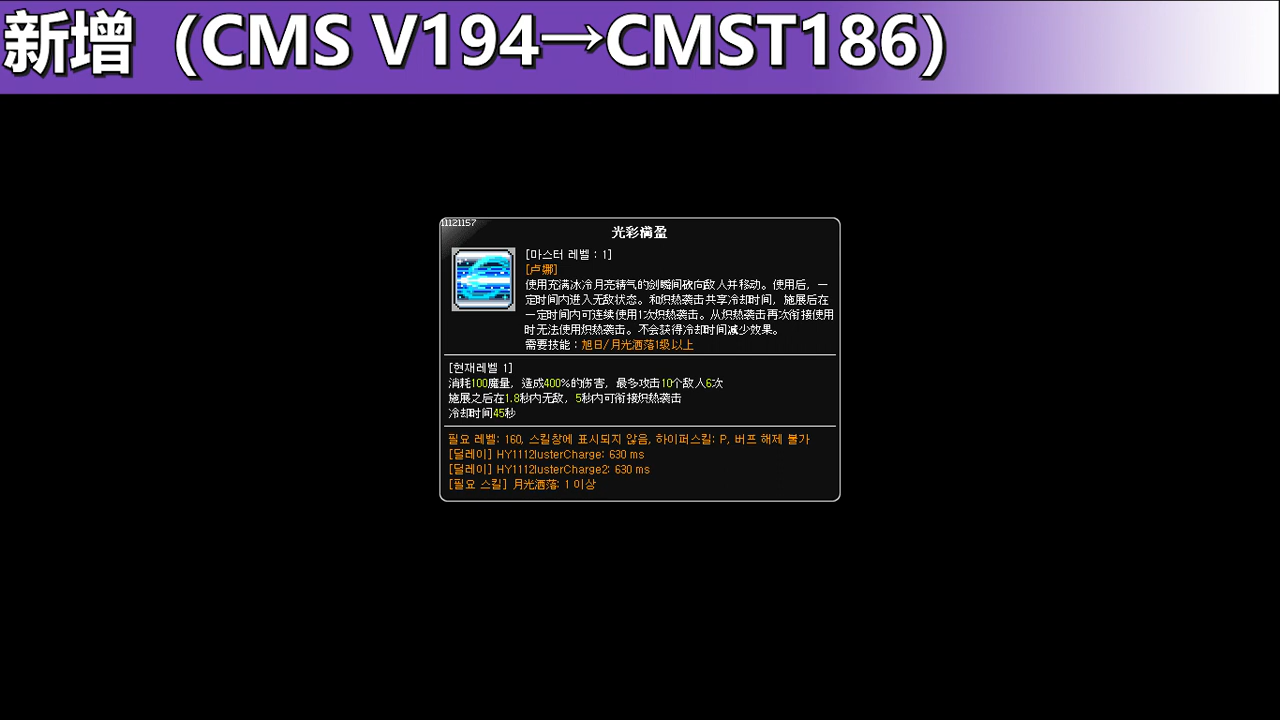 新增（CMS V194→CMST186）
11121157
光彩满盈
[마스터 레벨 : 1]
[卢娜]
使用充满冰冷月亮精气的剑瞬间砍向敌人并移动。使用后，一
定时间内进入无敌状态。和炽热袭击共享冷却时间，施展后在
一定时间内可连续使用1次炽热袭击。从炽热袭击再次衔接使用
时无法使用炽热袭击。不会获得冷却时间减少效果。
需要技能：旭日/月光洒落1级以上
[현재레벨 1]
消耗100魔量，造成400%的伤害，最多攻击10个敌人6次
施展之后在1.8秒内无敌，5秒内可衔接炽热袭击
冷却时间45秒
필요 레벨: 160, 스킬창에 표시되지 않음, 하이퍼스킬: P, 버프 해제 불가
[딜레이] HY1112lusterCharge: 630 ms
[딜레이] HY1112lusterCharge2: 630 ms
[필요 스킬] 月光洒落: 1 이상